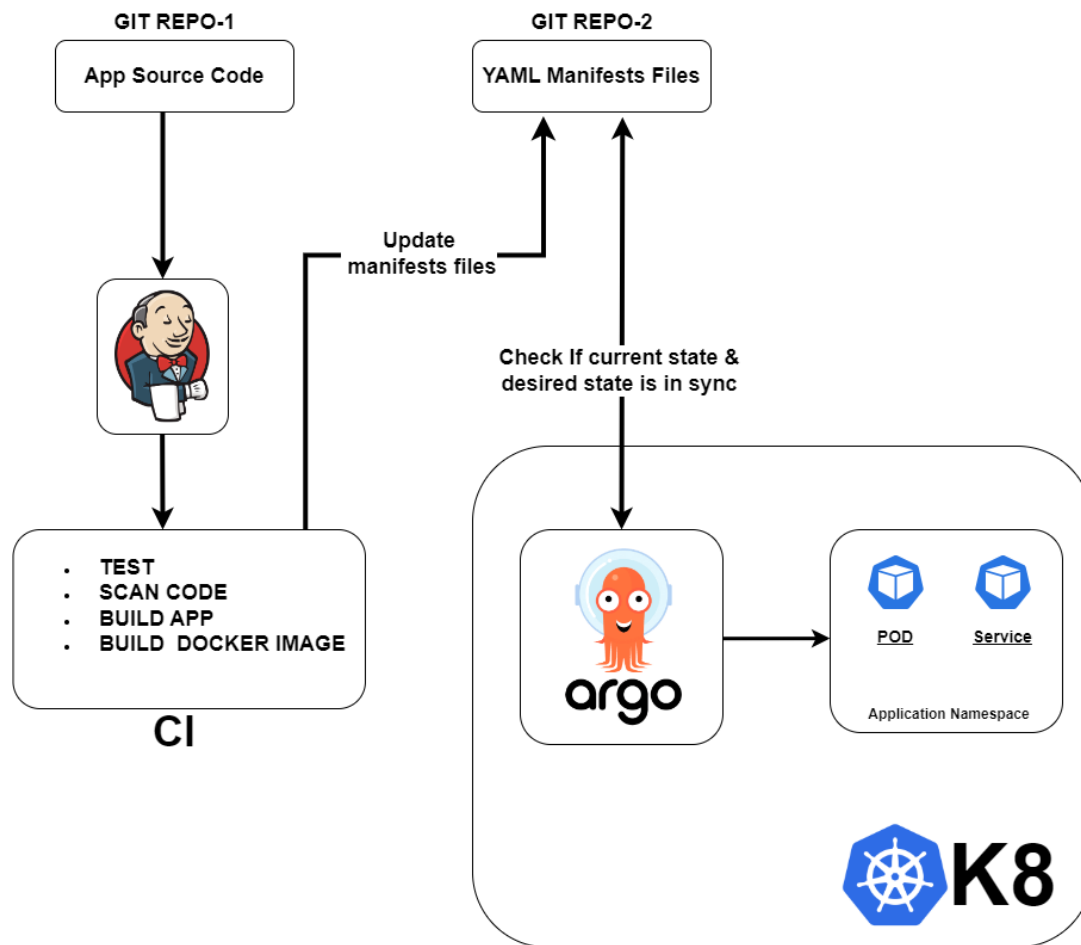 GIT REPO-1
App Source Code
GIT REPO-2
YAML Manifests Files
Update
manifests files
Check If current state &
desired state is in sync
TEST
SCAN CODE
BUILD APP
BUILD  DOCKER IMAGE
CI
argo
POD
Service
Application Namespace
K8